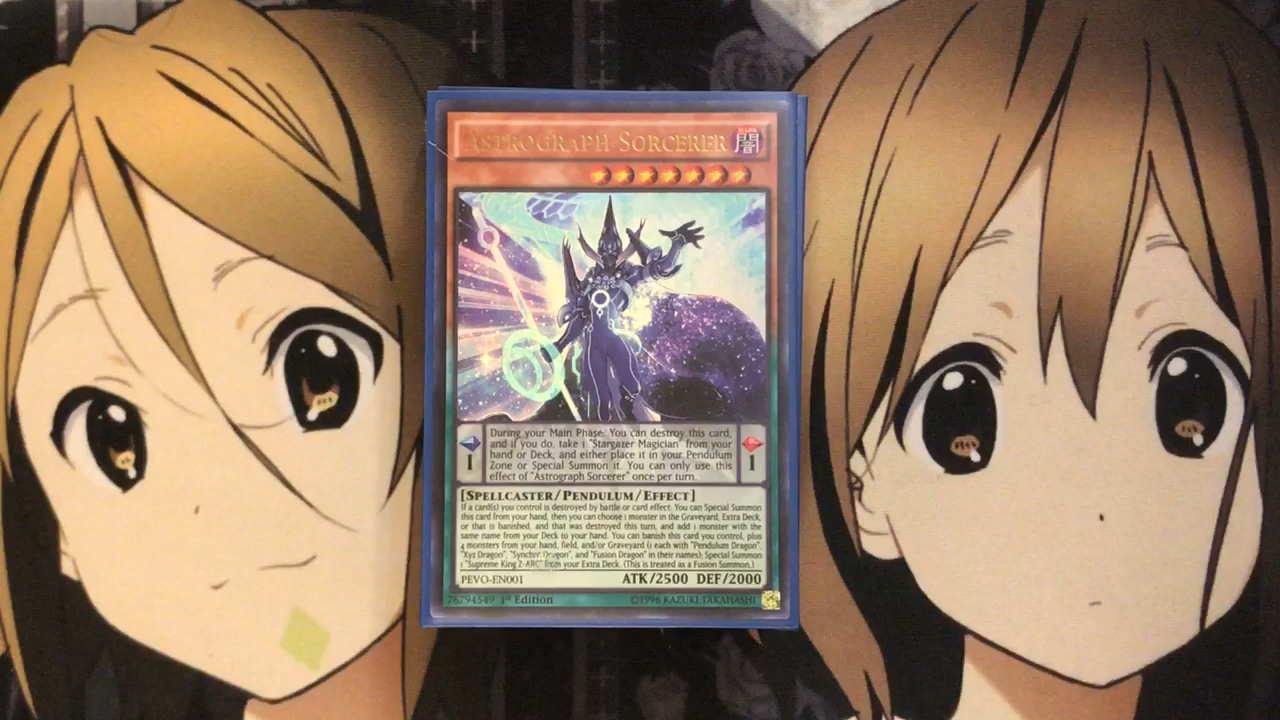 ASTROGRAPH SORCERER 闇
During your Main Phase: You can destroy this card,
and if you do, take 1 "Stargazer Magician" from your
hand or Deck, and either place it in your Pendulum
Zone or Special Summon it. You can only use this
effect of "Astrograph Sorcerer" once per turn.
1
1
[SPELLCASTER/PENDULUM/EFFECT]
If a card(s) you control is destroyed by battle or card effect: You can Special Summon
this card from your hand, then you can choose 1 monster in the Graveyard, Extra Deck,
or that is banished, and that was destroyed this turn, and add 1 monster with the
same name from your Deck to your hand. You can banish this card you control, plus
4 monsters from your hand, field, and/or Graveyard (1 each with "Pendulum Dragon",
"Xyz Dragon", "Synchro Dragon", and "Fusion Dragon" in their names); Special Summon
1 "Supreme King Z-ARC" from your Extra Deck. (This is treated as a Fusion Summon.)
PEVO-EN001 ATK/2500 DEF/2000
76794549 1st Edition ©1996 KAZUKI TAKAHASHI